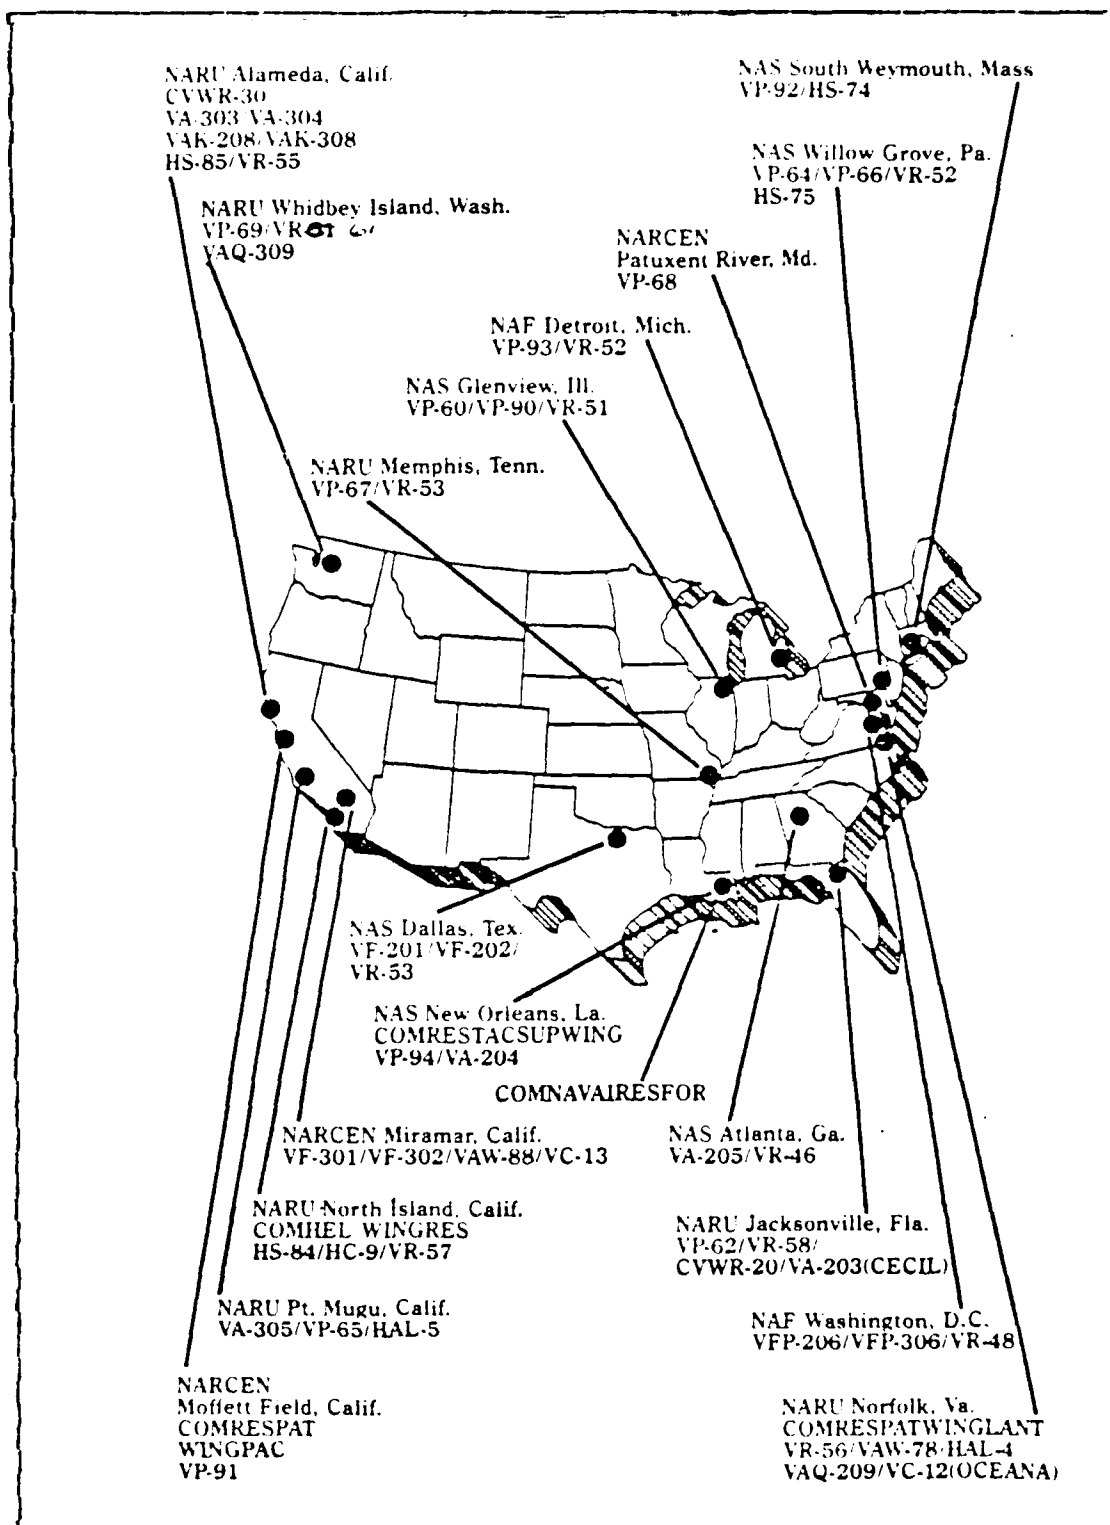 NARU Alameda, Calif.
CVWR-30
VA-303/VA-304
VAK-208/VAK-308
HS-85/VR-55
NARU Whidbey Island, Wash.
VP-69/VR-61
VAQ-309
NAS South Weymouth, Mass
VP-92/HS-74
NAS Willow Grove, Pa.
VP-64/VP-66/VR-52
HS-75
NARCEN
Patuxent River, Md.
VP-68
NAF Detroit, Mich.
VP-93/VR-52
NAS Glenview, Ill.
VP-60/VP-90/VR-51
NARU Memphis, Tenn.
VP-67/VR-53
NAS Dallas, Tex.
VF-201/VF-202/
VR-53
NAS New Orleans, La.
COMRESTACSUPWING
VP-94/VA-204
COMNAVAIRESFOR
NARCEN Miramar, Calif.
VF-301/VF-302/VAW-88/VC-13
NAS Atlanta, Ga.
VA-205/VR-46
NARU North Island, Calif.
COMHEL WINGRES
HS-84/HC-9/VR-57
NARU Jacksonville, Fla.
VP-62/VR-58/
CVWR-20/VA-203(CECIL)
NARU Pt. Mugu, Calif.
VA-305/VP-65/HAL-5
NAF Washington, D.C.
VFP-206/VFP-306/VR-48
NARCEN
Moffett Field, Calif.
COMRESPAT
WINGPAC
VP-91
NARU Norfolk, Va.
COMRESPATWINGLANT
VR-56/VAW-78/HAL-4
VAQ-209/VC-12(OCEANA)